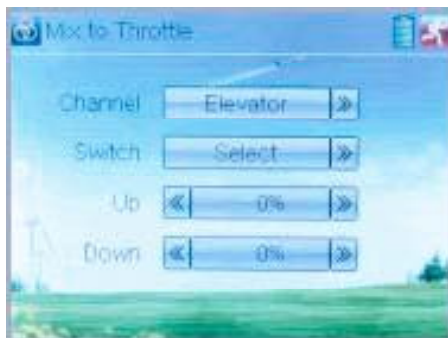 Mix to Throttle
Channel Elevator
Switch Select
Up 0%
Down 0%